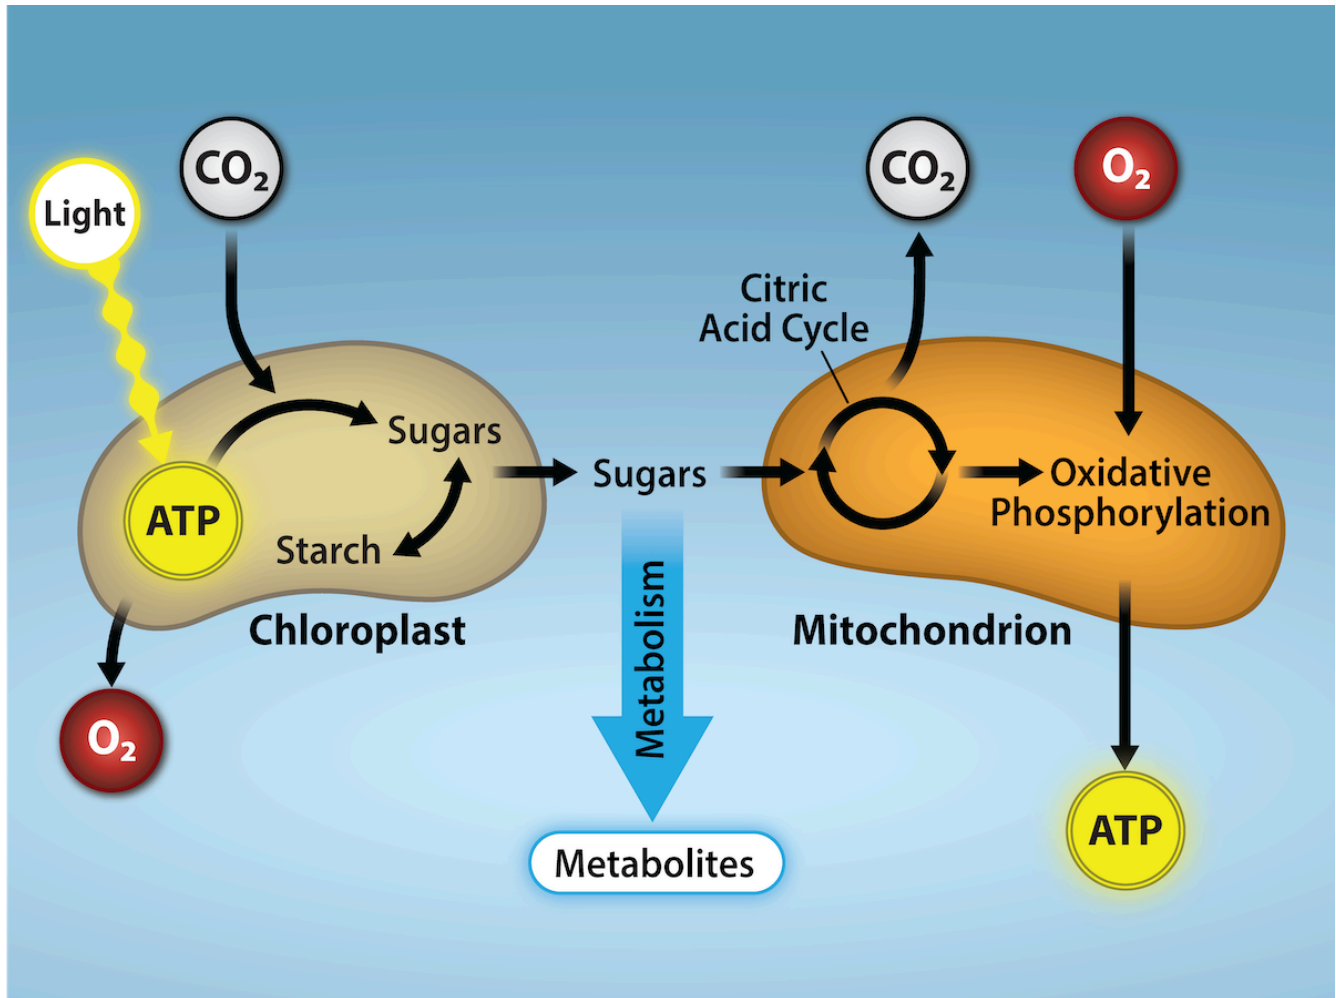 CO₂
Light
CO₂
O₂
Citric
Acid Cycle
Sugars
Sugars
Oxidative
Phosphorylation
ATP
Starch
Chloroplast
Metabolism
Mitochondrion
O₂
ATP
Metabolites